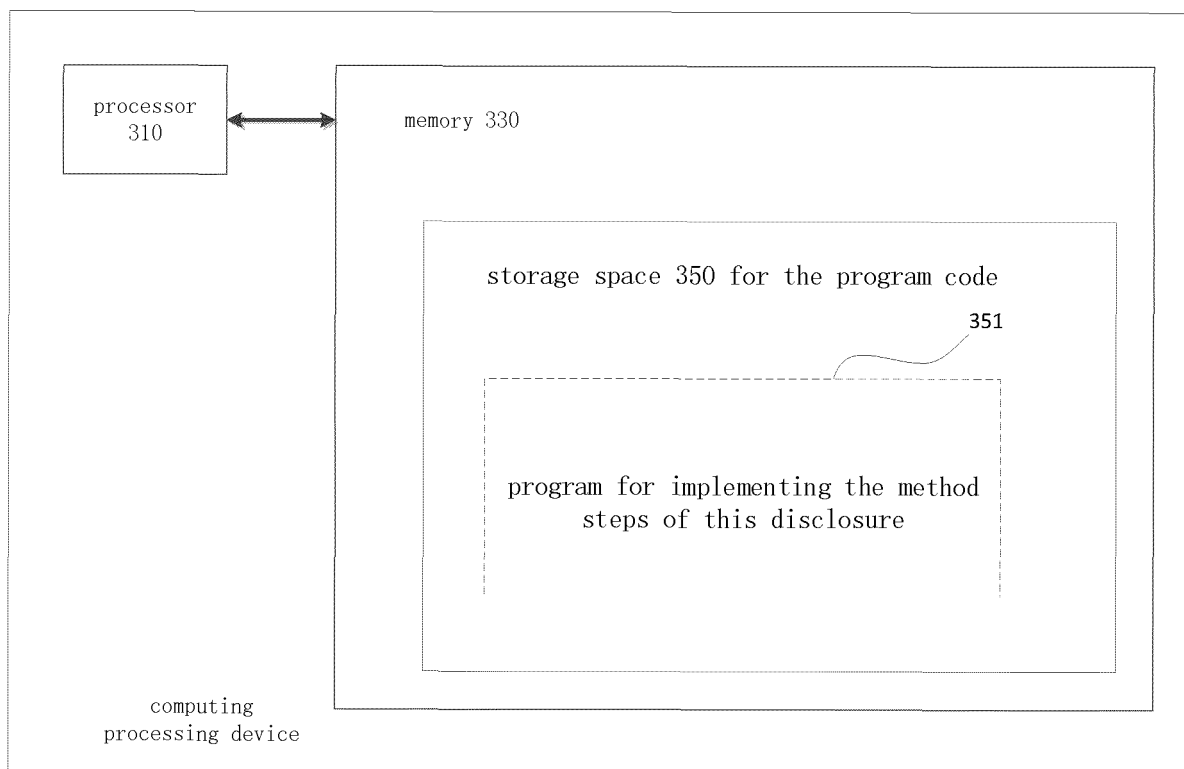 processor
310
memory 330
storage space 350 for the program code
351
program for implementing the method
steps of this disclosure
computing
processing device